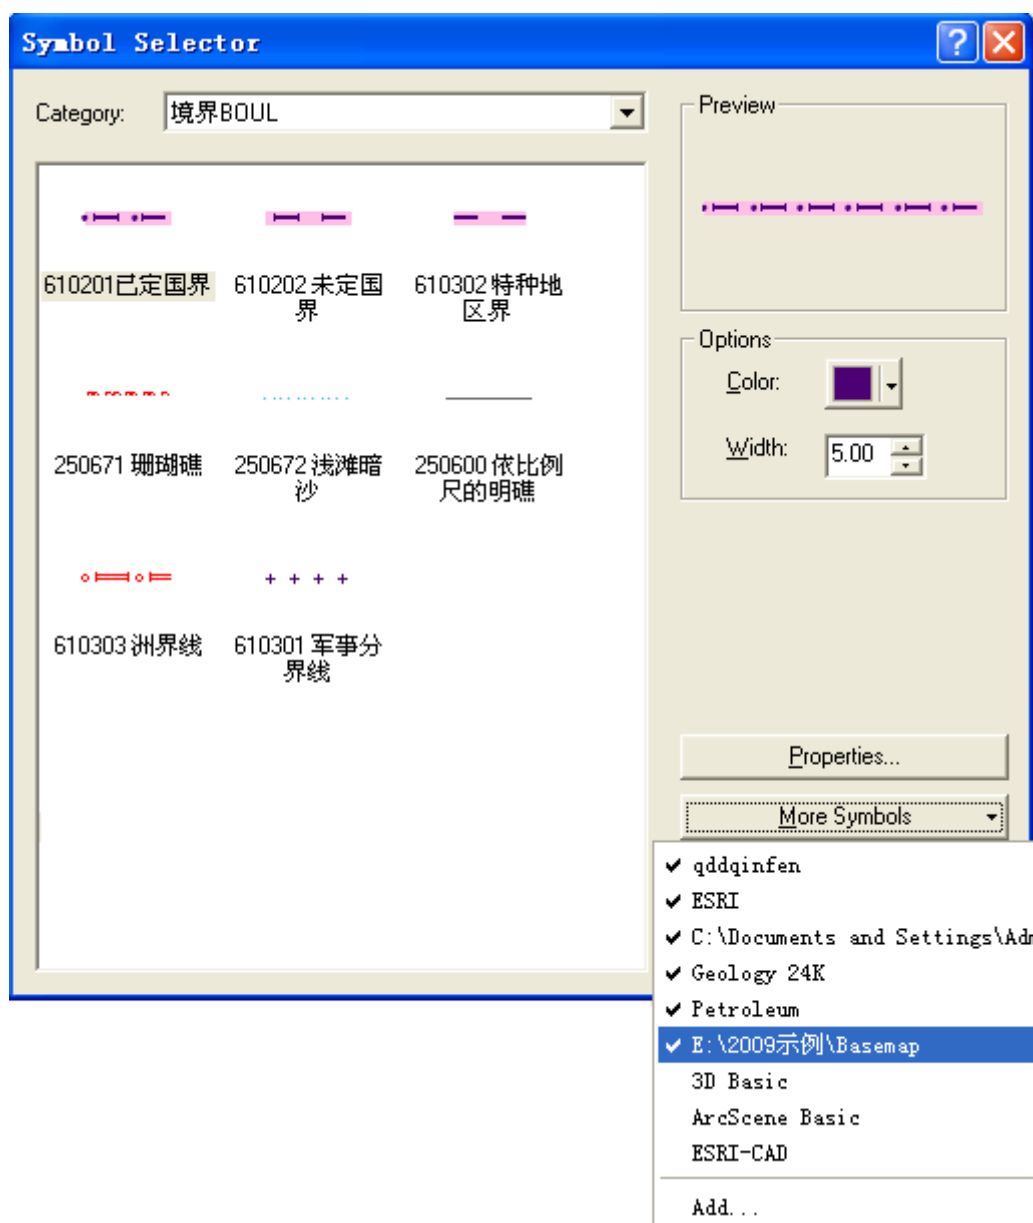 Symbol Selector
Category:
境界BOUL
Preview
610201已定国界
610202 未定国
界
610302 特种地
区界
Options
Color:
Width:
5.00
250671 珊瑚礁
250672 浅滩暗
沙
250600 依比例
尺的明礁
610303 洲界线
610301 军事分
界线
Properties...
More Symbols
qddqinfen
ESRI
C:\Documents and Settings\Adm
Geology 24K
Petroleum
E:\2009示例\Basemap
3D Basic
ArcScene Basic
ESRI-CAD
Add...